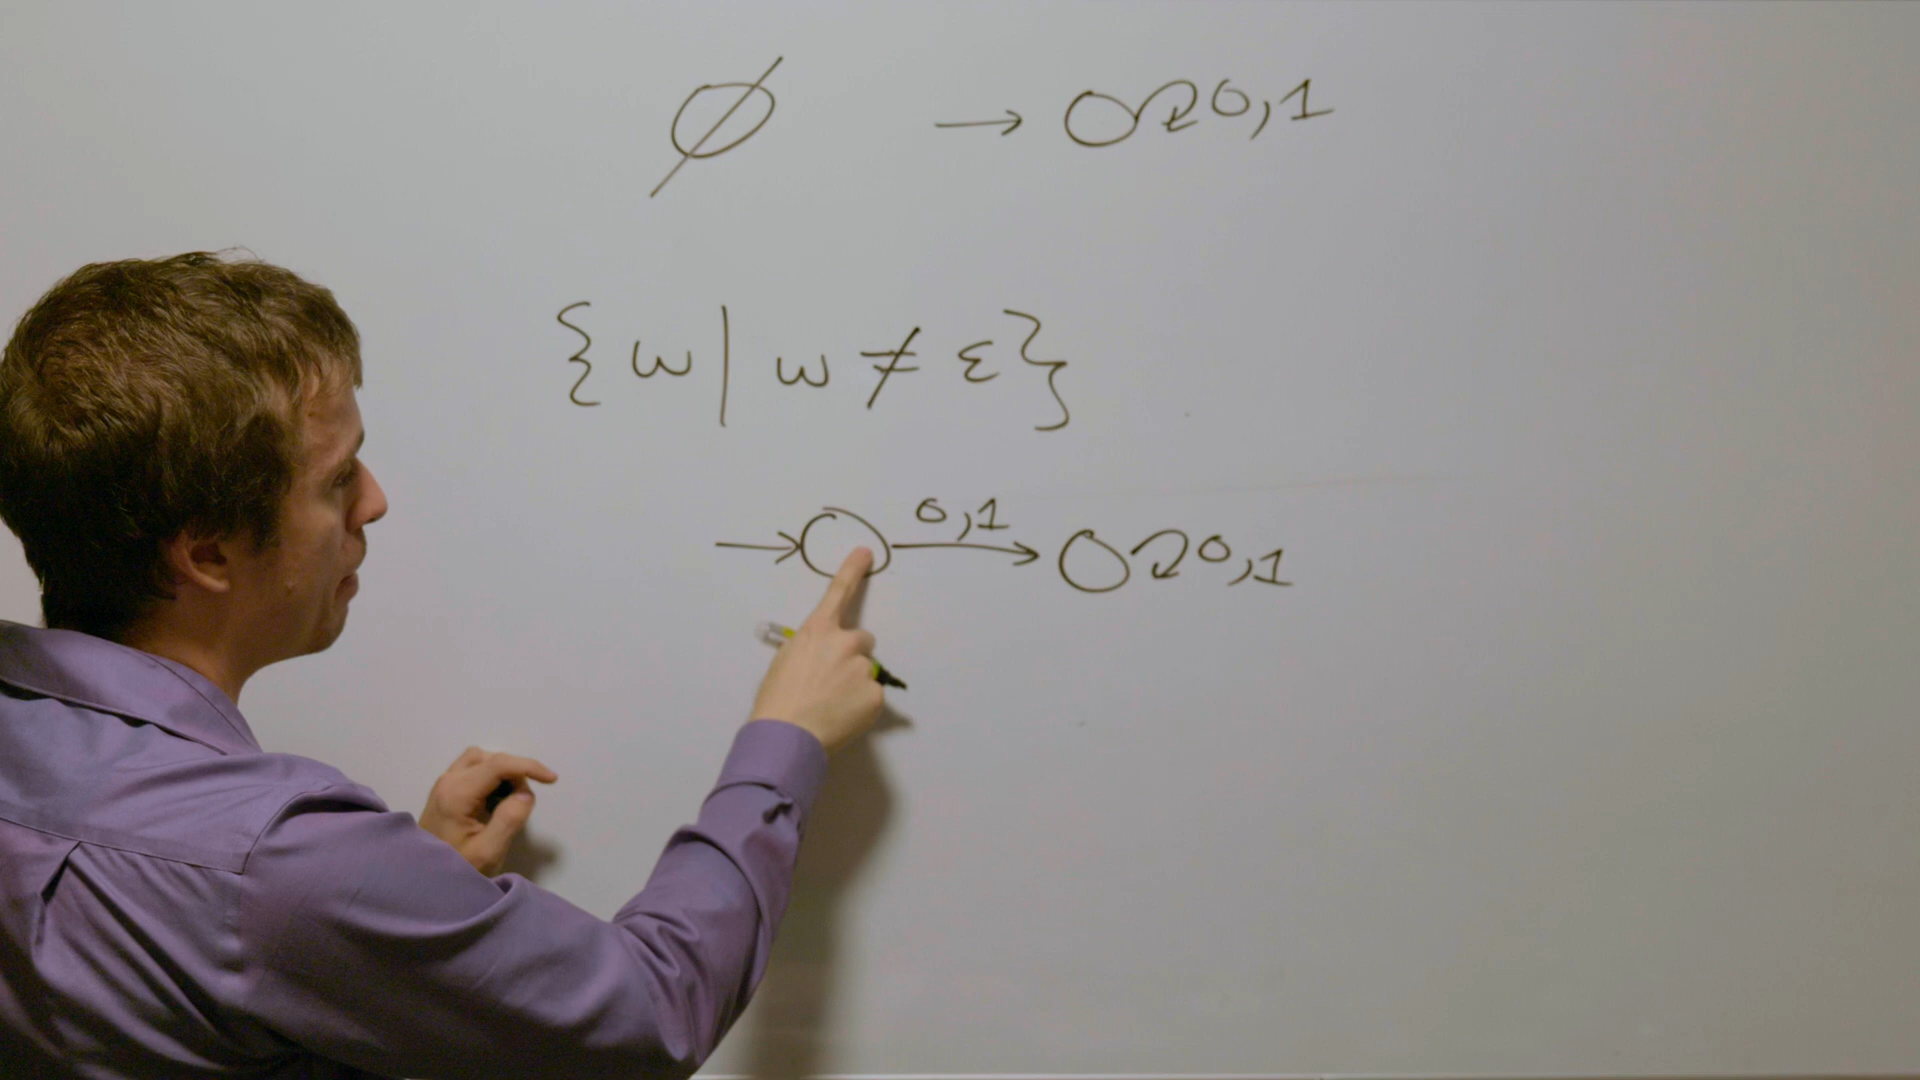 ∅ → 0,1
{w | w ≠ ε}
→ 0,1 → 0,1